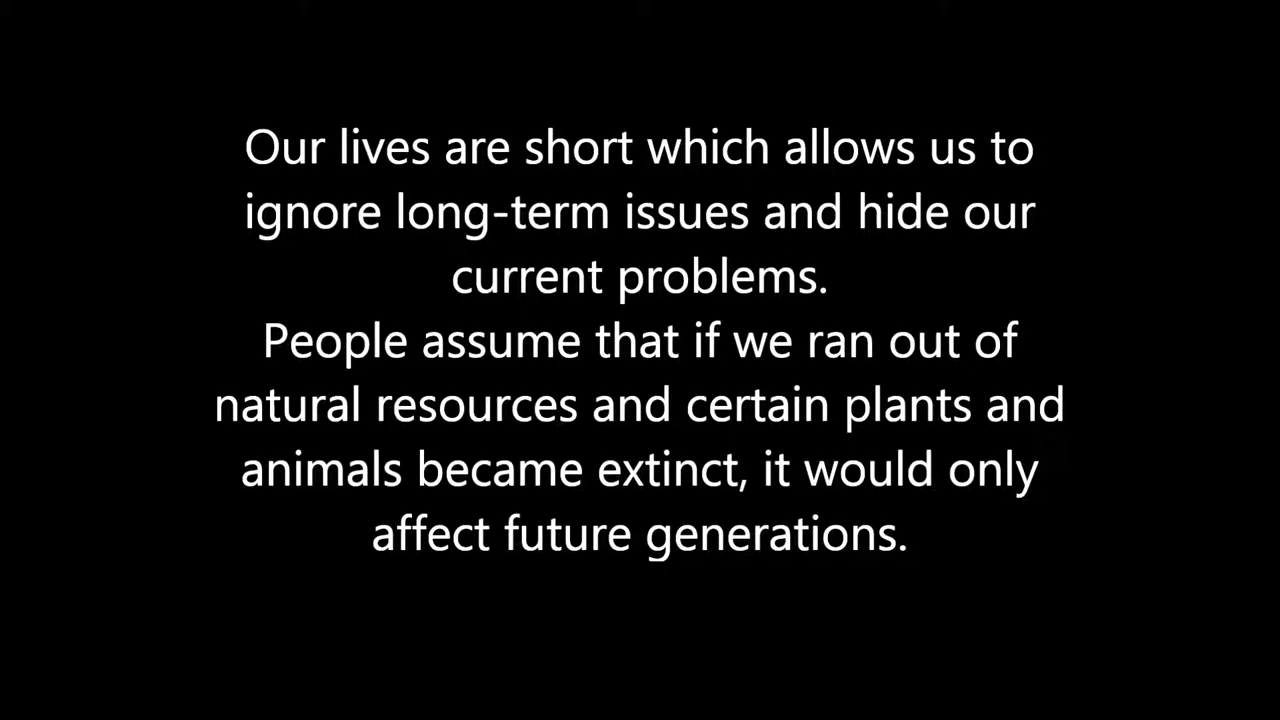 Our lives are short which allows us to
ignore long-term issues and hide our
current problems.
People assume that if we ran out of
natural resources and certain plants and
animals became extinct, it would only
affect future generations.